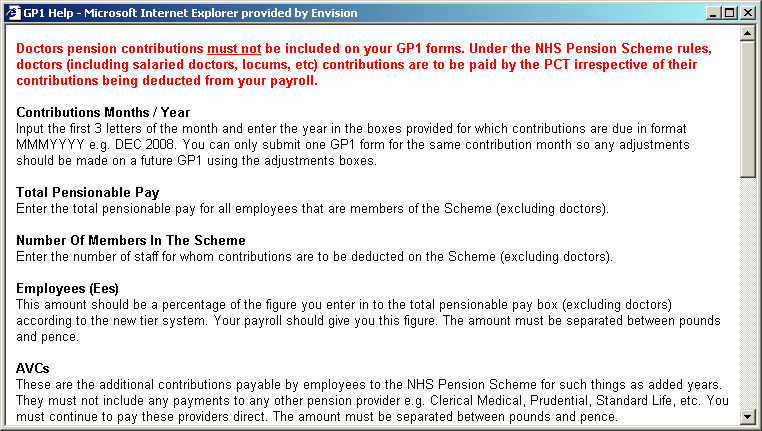 GP1 Help - Microsoft Internet Explorer provided by Envision
Doctors pension contributions must not be included on your GP1 forms. Under the NHS Pension Scheme rules,
doctors (including salaried doctors, locums, etc) contributions are to be paid by the PCT irrespective of their
contributions being deducted from your payroll.
Contributions Months / Year
Input the first 3 letters of the month and enter the year in the boxes provided for which contributions are due in format
MMMYYYY e.g. DEC 2008. You can only submit one GP1 form for the same contribution month so any adjustments
should be made on a future GP1 using the adjustments boxes.
Total Pensionable Pay
Enter the total pensionable pay for all employees that are members of the Scheme (excluding doctors).
Number Of Members In The Scheme
Enter the number of staff for whom contributions are to be deducted on the Scheme (excluding doctors).
Employees (Ees)
This amount should be a percentage of the figure you enter in to the total pensionable pay box (excluding doctors)
according to the new tier system. Your payroll should give you this figure. The amount must be separated between pounds
and pence.
AVCs
These are the additional contributions payable by employees to the NHS Pension Scheme for such things as added years.
They must not include any payments to any other pension provider e.g. Clerical Medical, Prudential, Standard Life, etc. You
must continue to pay these providers direct. The amount must be separated between pounds and pence.